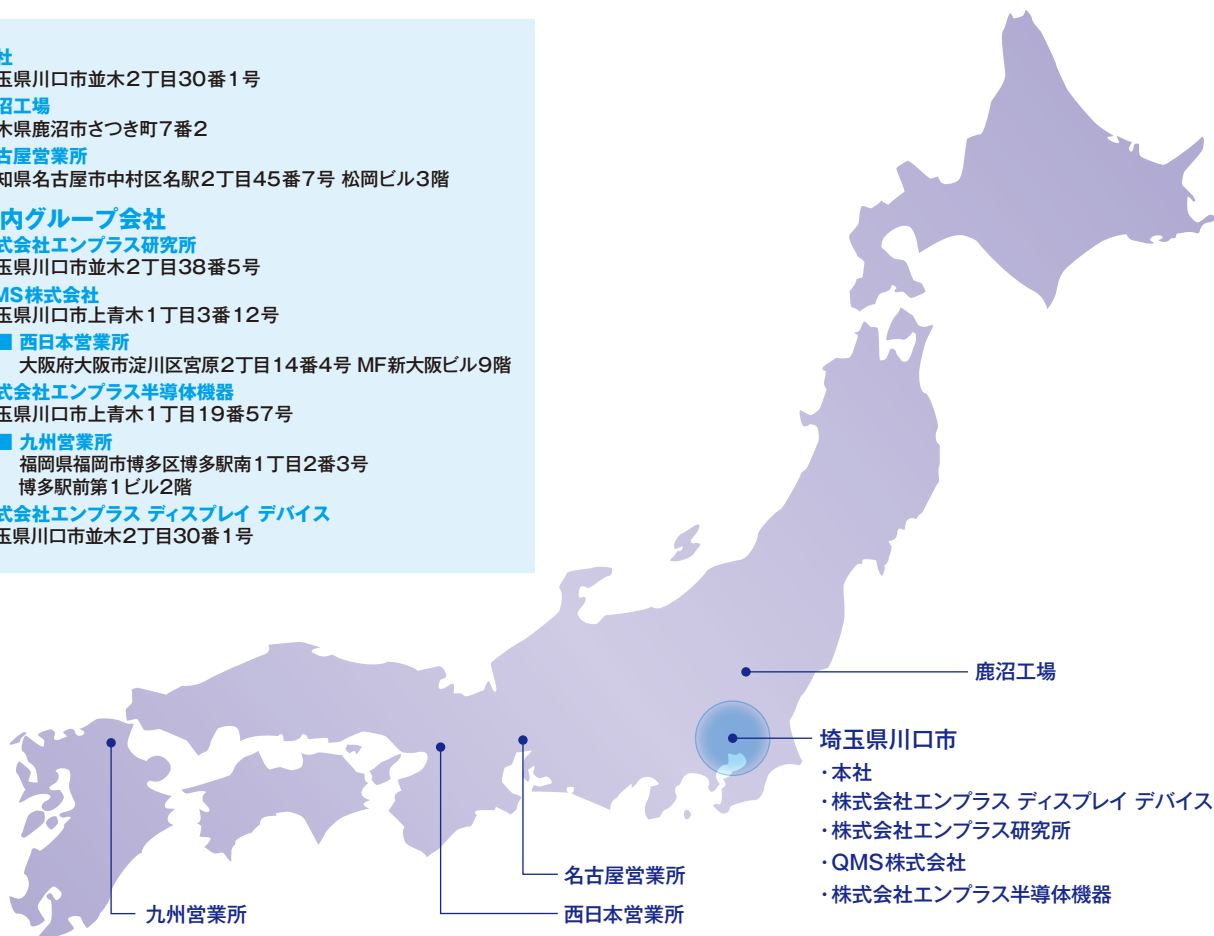 社
玉県川口市並木2丁目30番1号
沼工場
木県鹿沼市さつき町7番2
古屋営業所
知県名古屋市中村区名駅2丁目45番7号 松岡ビル3階
内グループ会社
式会社エンプラス研究所
玉県川口市並木2丁目38番5号
MS株式会社
玉県川口市上青木1丁目3番12号
■ 西日本営業所
大阪府大阪市淀川区宮原2丁目14番4号 MF新大阪ビル9階
式会社エンプラス半導体機器
玉県川口市上青木1丁目19番57号
■ 九州営業所
福岡県福岡市博多区博多駅南1丁目2番3号
博多駅前第1ビル2階
式会社エンプラス ディスプレイ デバイス
玉県川口市並木2丁目30番1号
鹿沼工場
埼玉県川口市
・本社
・株式会社エンプラス ディスプレイ デバイス
・株式会社エンプラス研究所
・QMS株式会社
・株式会社エンプラス半導体機器
名古屋営業所
西日本営業所
九州営業所